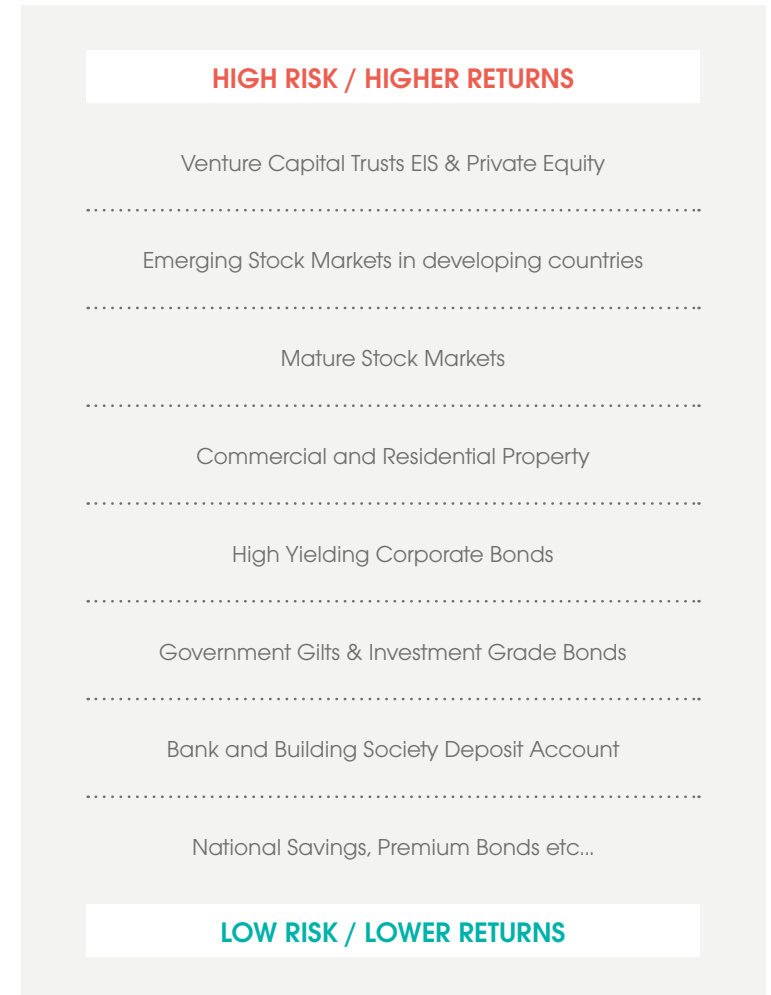 HIGH RISK / HIGHER RETURNS
Venture Capital Trusts EIS & Private Equity
Emerging Stock Markets in developing countries
Mature Stock Markets
Commercial and Residential Property
High Yielding Corporate Bonds
Government Gilts & Investment Grade Bonds
Bank and Building Society Deposit Account
National Savings, Premium Bonds etc...
LOW RISK / LOWER RETURNS